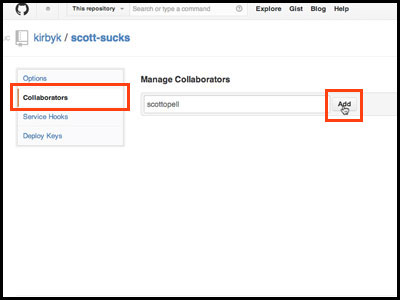 This repository Search or type a command Explore Gist Blog Help
kirbyk / scott-sucks
Options
Collaborators
Service Hooks
Deploy Keys
Manage Collaborators
scottopell Add